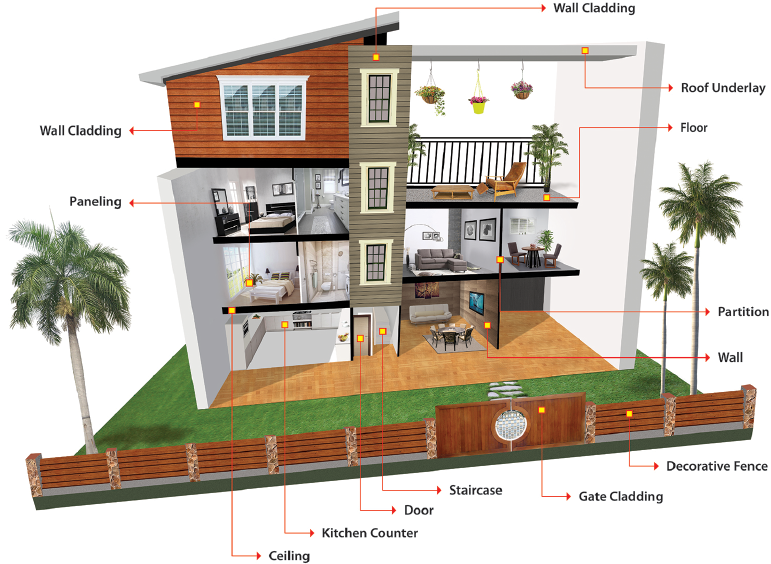 Wall Cladding
Roof Underlay
Floor
Wall Cladding
Paneling
Partition
Wall
Decorative Fence
Gate Cladding
Staircase
Door
Kitchen Counter
Ceiling